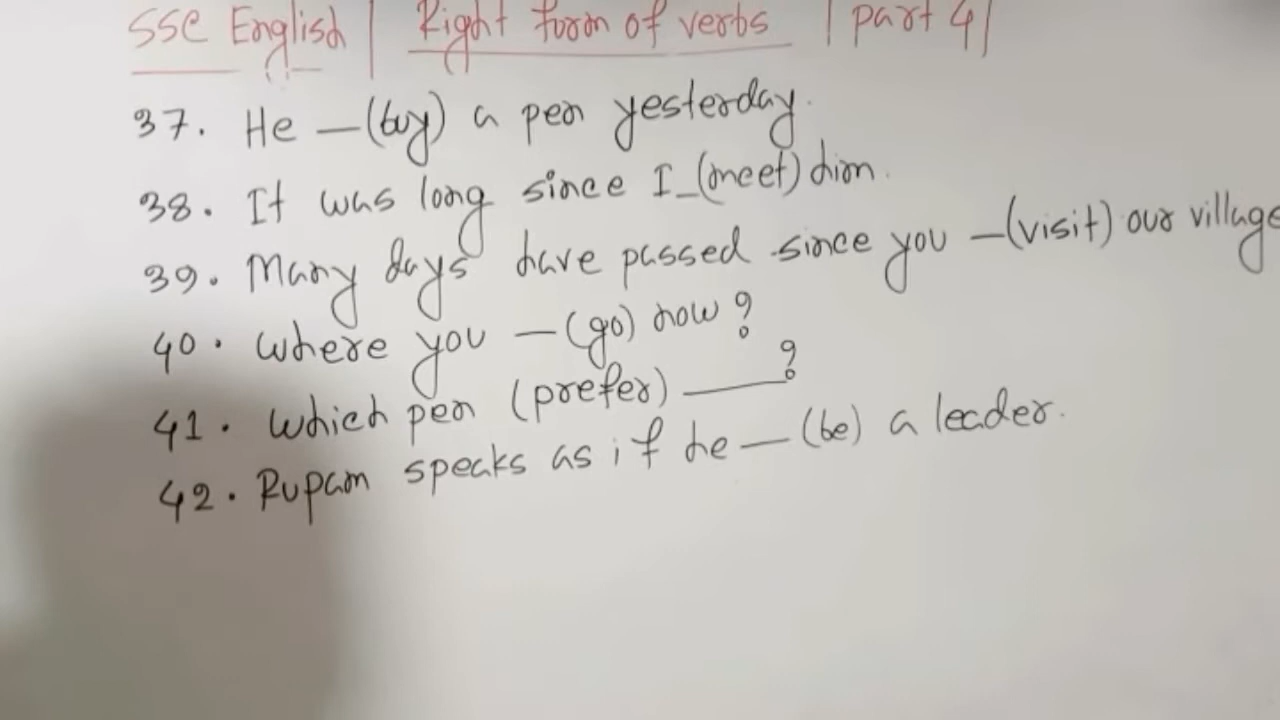 SSC English | Right form of verbs | part 4 |
37. He — (buy) a pen yesterday.
38. It was long since I _ (meet) him.
39. Many days have passed since you — (visit) our village
40. Where you — (go) now ?
41. Which pen (prefer) ——— ?
42. Rupam speaks as if he — (be) a leader.